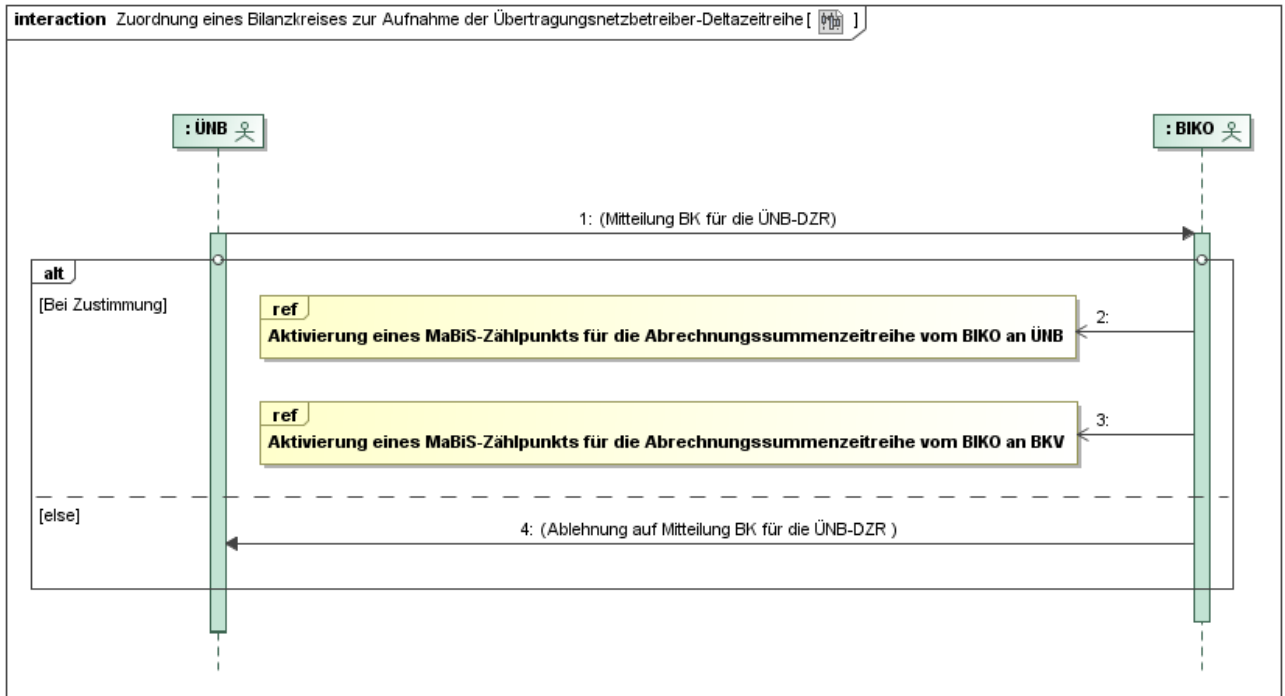 interaction Zuordnung eines Bilanzkreises zur Aufnahme der Übertragungsnetzbetreiber-Deltazeitreihe [ ]
: ÜNB
: BIKO
1: (Mitteilung BK für die ÜNB-DZR)
alt
[Bei Zustimmung]
ref
Aktivierung eines MaBiS-Zählpunkts für die Abrechnungssummenzeitreihe vom BIKO an ÜNB
2:
ref
Aktivierung eines MaBiS-Zählpunkts für die Abrechnungssummenzeitreihe vom BIKO an BKV
3:
[else]
4: (Ablehnung auf Mitteilung BK für die ÜNB-DZR )